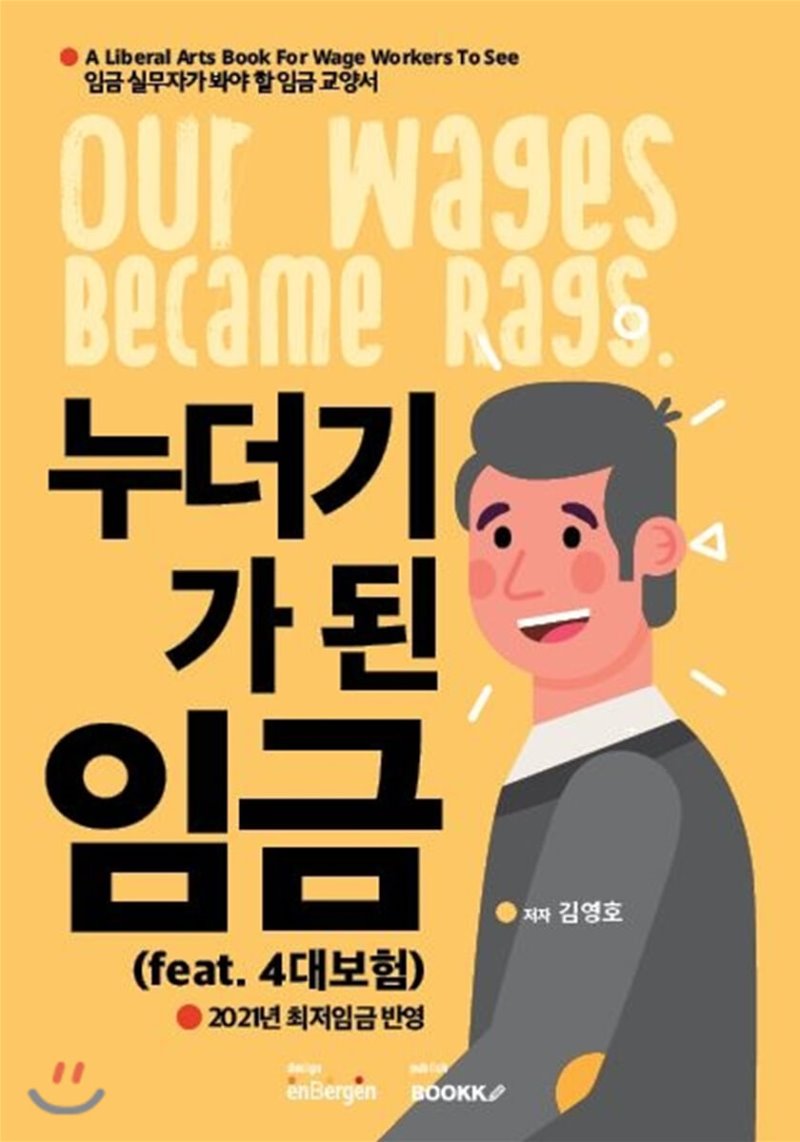 A Liberal Arts Book For Wage Workers To See
임금 실무자가 봐야 할 임금 교양서
Our Wages
Became Rags.
누더기
가 된
임금
(feat. 4대보험)
2021년 최저임금 반영
저자 김영호
design
publish
enBergen
BOOKK